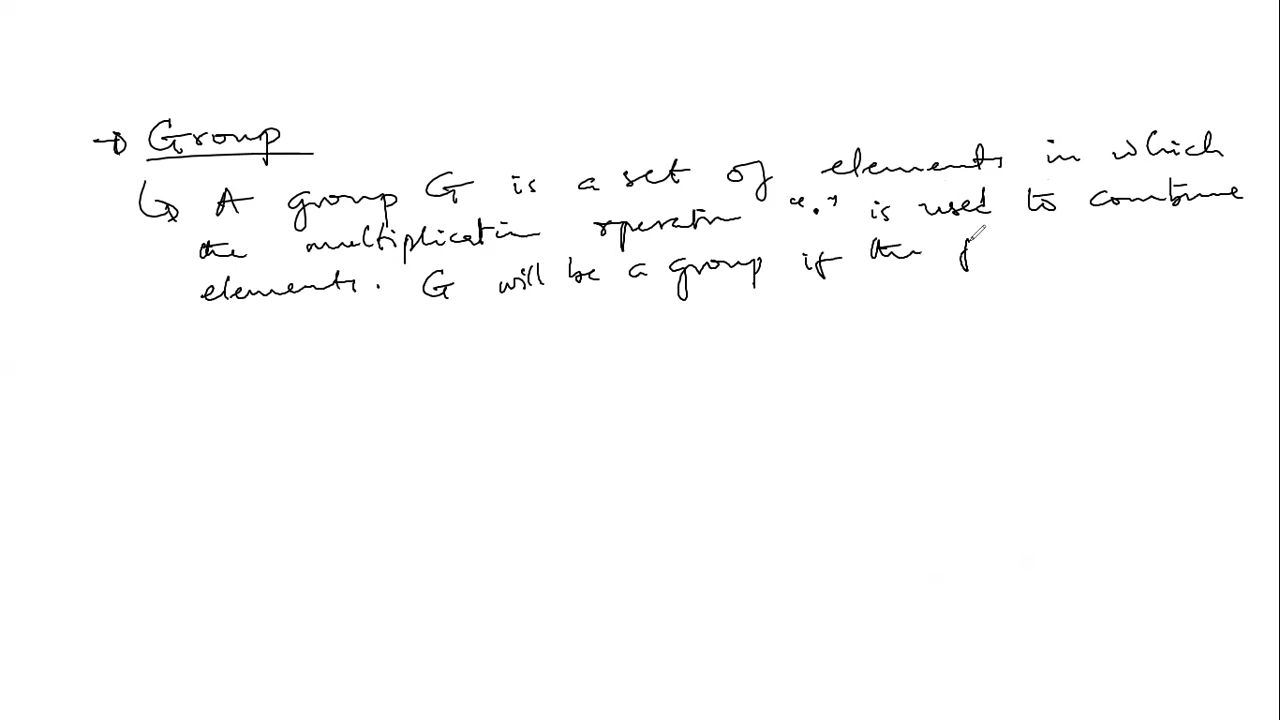 → Group
↳ A group G is a set of elements in which
the multiplication operation "." is used to combine
elements. G will be a group if the f